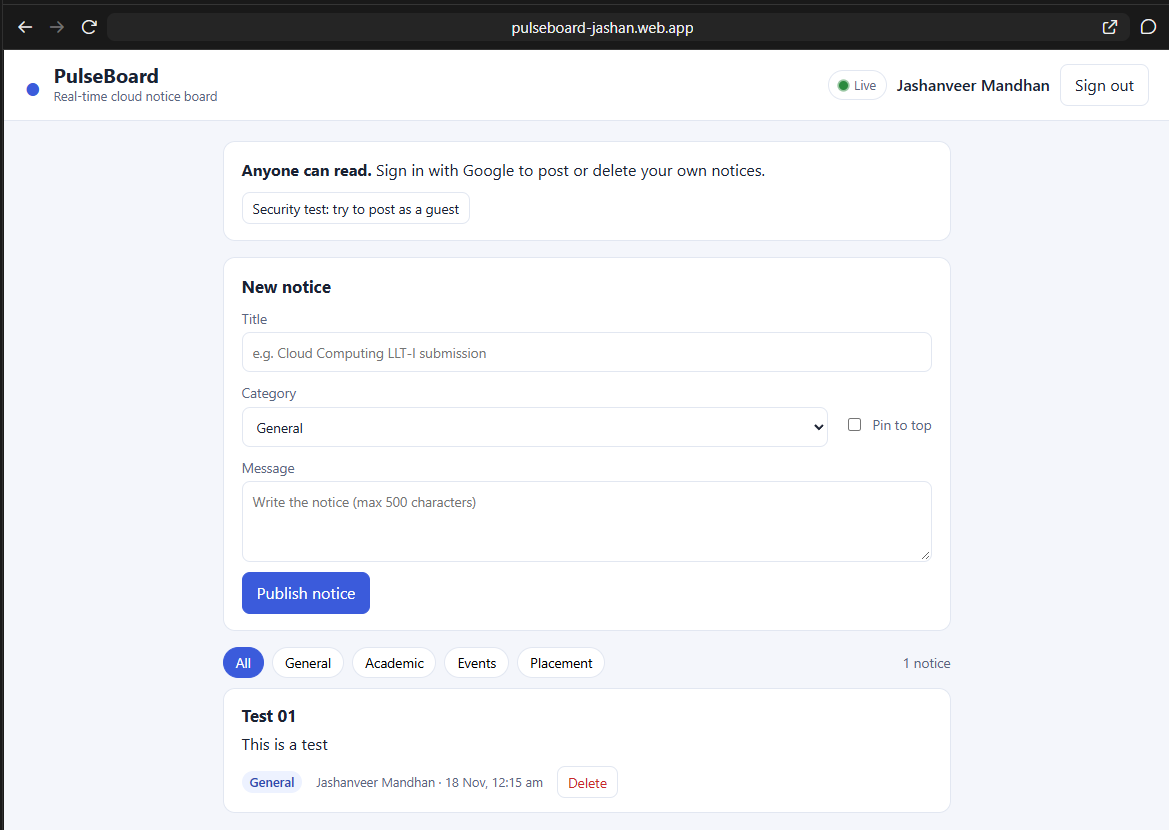 pulseboard-jashan.web.app
PulseBoard
Real-time cloud notice board
Live
Jashanveer Mandhan
Sign out
Anyone can read. Sign in with Google to post or delete your own notices.
Security test: try to post as a guest
New notice
Title
e.g. Cloud Computing LLT-I submission
Category
General
Pin to top
Message
Write the notice (max 500 characters)
Publish notice
All General Academic Events Placement 1 notice
Test 01
This is a test
General Jashanveer Mandhan · 18 Nov, 12:15 am Delete